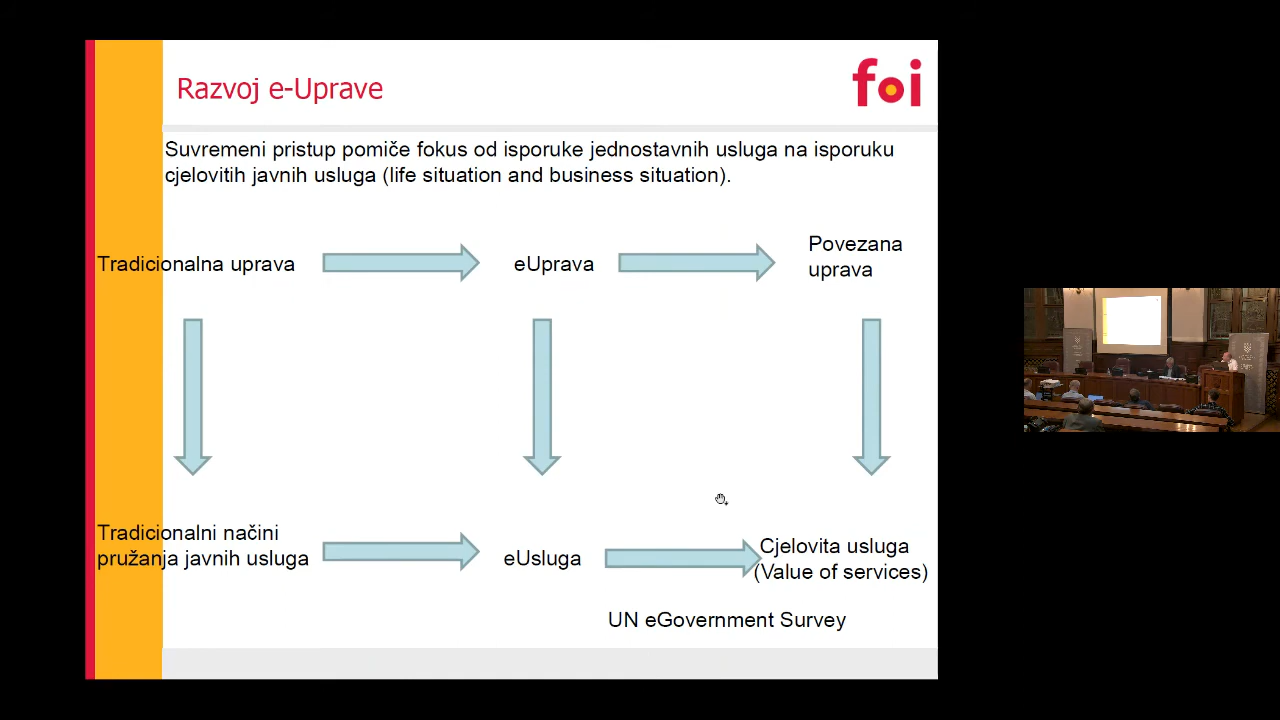 Razvoj e-Uprave
foi
Suvremeni pristup pomiče fokus od isporuke jednostavnih usluga na isporuku
cjelovitih javnih usluga (life situation and business situation).
Tradicionalna uprava
eUprava
Povezana
uprava
Tradicionalni načini
pružanja javnih usluga
eUsluga
Cjelovita usluga
(Value of services)
UN eGovernment Survey